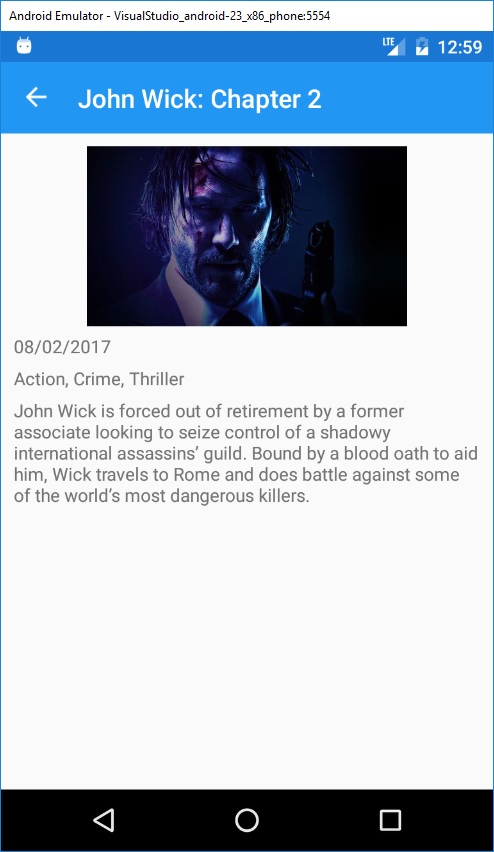 Android Emulator - VisualStudio_android-23_x86_phone:5554
LTE 12:59
John Wick: Chapter 2
08/02/2017
Action, Crime, Thriller
John Wick is forced out of retirement by a former
associate looking to seize control of a shadowy
international assassins’ guild. Bound by a blood oath to aid
him, Wick travels to Rome and does battle against some
of the world’s most dangerous killers.